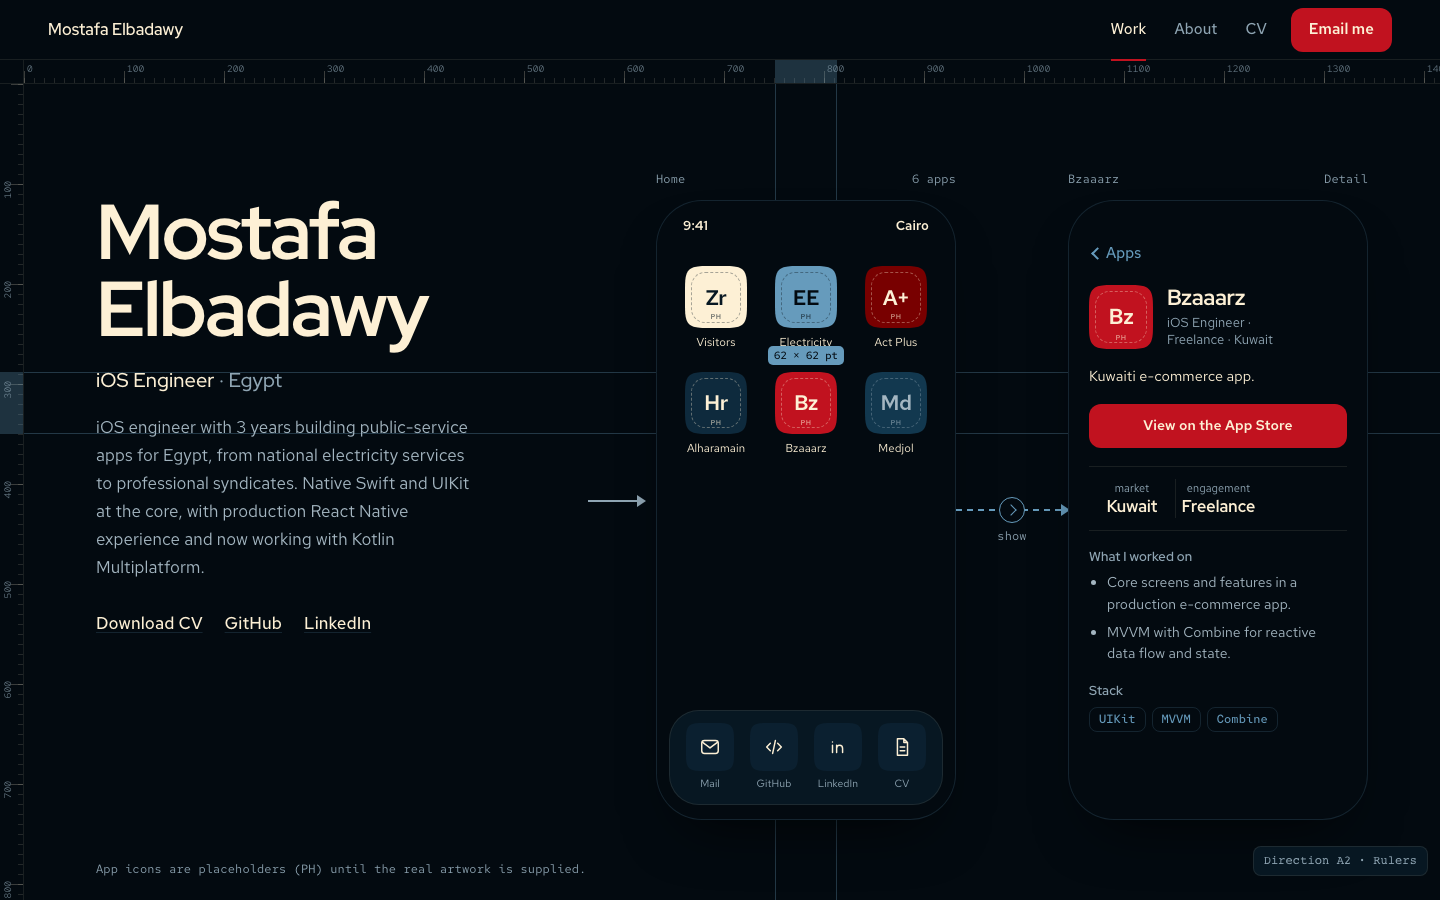 Mostafa Elbadawy
Work
About
CV
Email me
0 100 200 300 400 500 600 700 800 900 1000 1100 1200 1300
100
200
300
400
500
600
700
800
Mostafa
Elbadawy
iOS Engineer · Egypt
iOS engineer with 3 years building public-service
apps for Egypt, from national electricity services
to professional syndicates. Native Swift and UIKit
at the core, with production React Native
experience and now working with Kotlin
Multiplatform.
Download CV GitHub LinkedIn
App icons are placeholders (PH) until the real artwork is supplied.
Home 6 apps
9:41 Cairo
Zr EE A+
PH PH PH
Visitors Electricity Act Plus
62 × 62 pt
Hr Bz Md
PH PH PH
Alharamain Bzaaarz Medjol
in
Mail GitHub LinkedIn CV
show
Bzaaarz Detail
Apps
Bz
PH
Bzaaarz
iOS Engineer ·
Freelance · Kuwait
Kuwaiti e-commerce app.
View on the App Store
market engagement
Kuwait Freelance
What I worked on
Core screens and features in a
production e-commerce app.
MVVM with Combine for reactive
data flow and state.
Stack
UIKit MVVM Combine
Direction A2 · Rulers